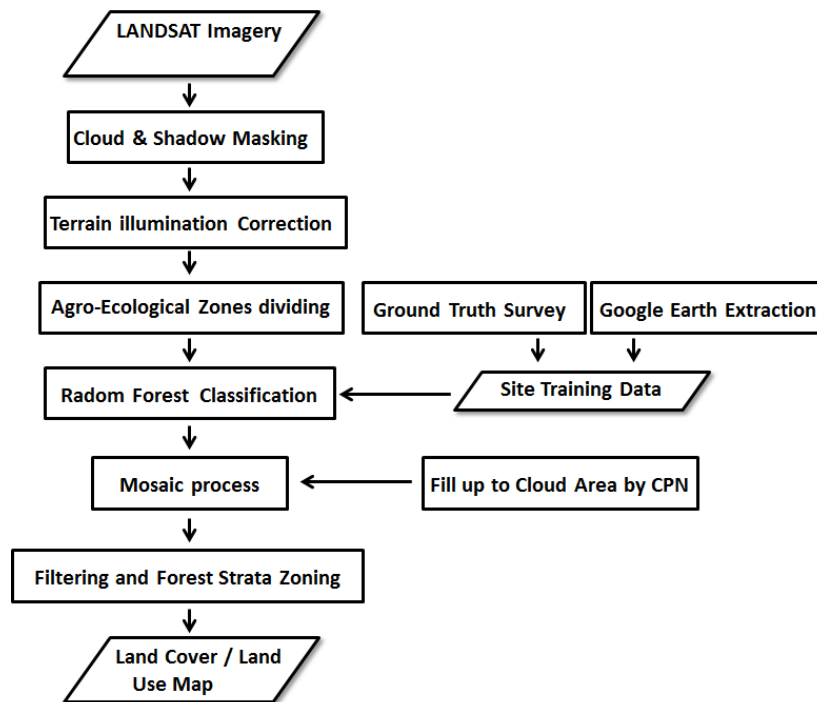 LANDSAT Imagery
Cloud & Shadow Masking
Terrain illumination Correction
Agro-Ecological Zones dividing
Ground Truth Survey
Google Earth Extraction
Radom Forest Classification
Site Training Data
Mosaic process
Fill up to Cloud Area by CPN
Filtering and Forest Strata Zoning
Land Cover / Land
Use Map